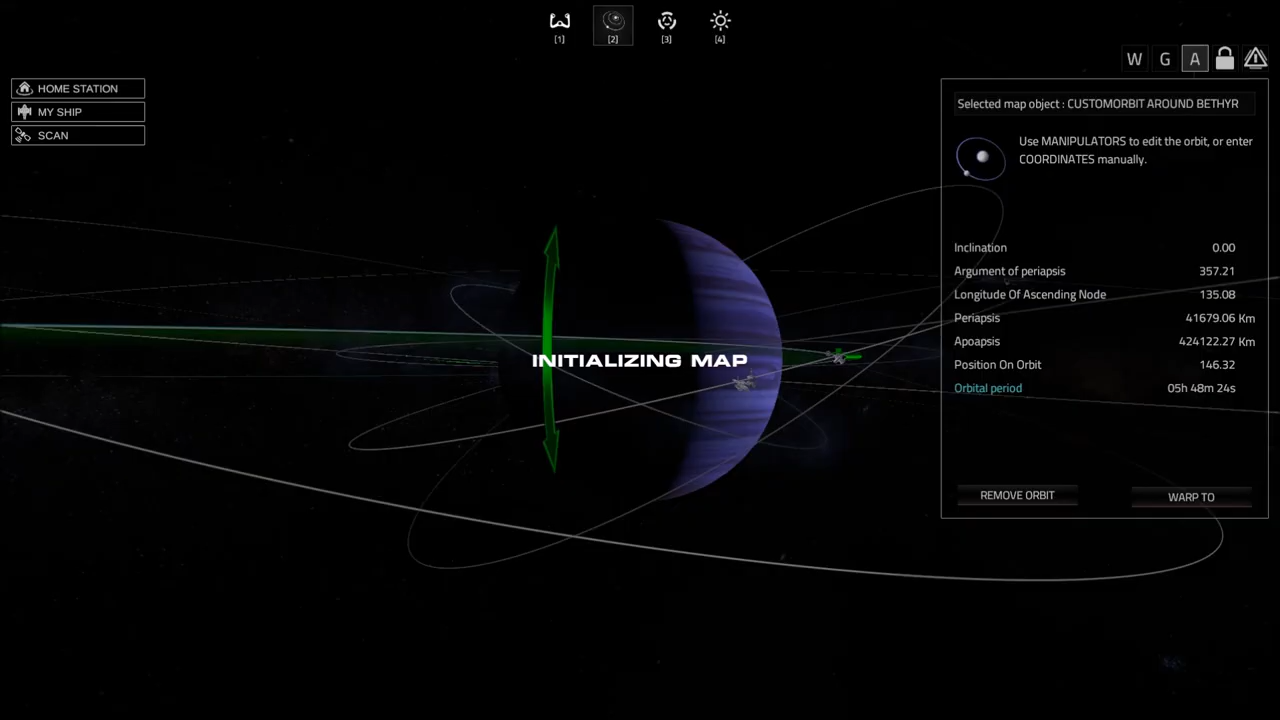 [1]
[2]
[3]
[4]
W G A
HOME STATION
MY SHIP
SCAN
Selected map object : CUSTOMORBIT AROUND BETHYR
Use MANIPULATORS to edit the orbit, or enter
COORDINATES manually.
Inclination 0.00
Argument of periapsis 357.21
Longitude Of Ascending Node 135.08
Periapsis 41679.06 Km
Apoapsis 424122.27 Km
Position On Orbit 146.32
Orbital period 05h 48m 24s
INITIALIZING MAP
REMOVE ORBIT WARP TO